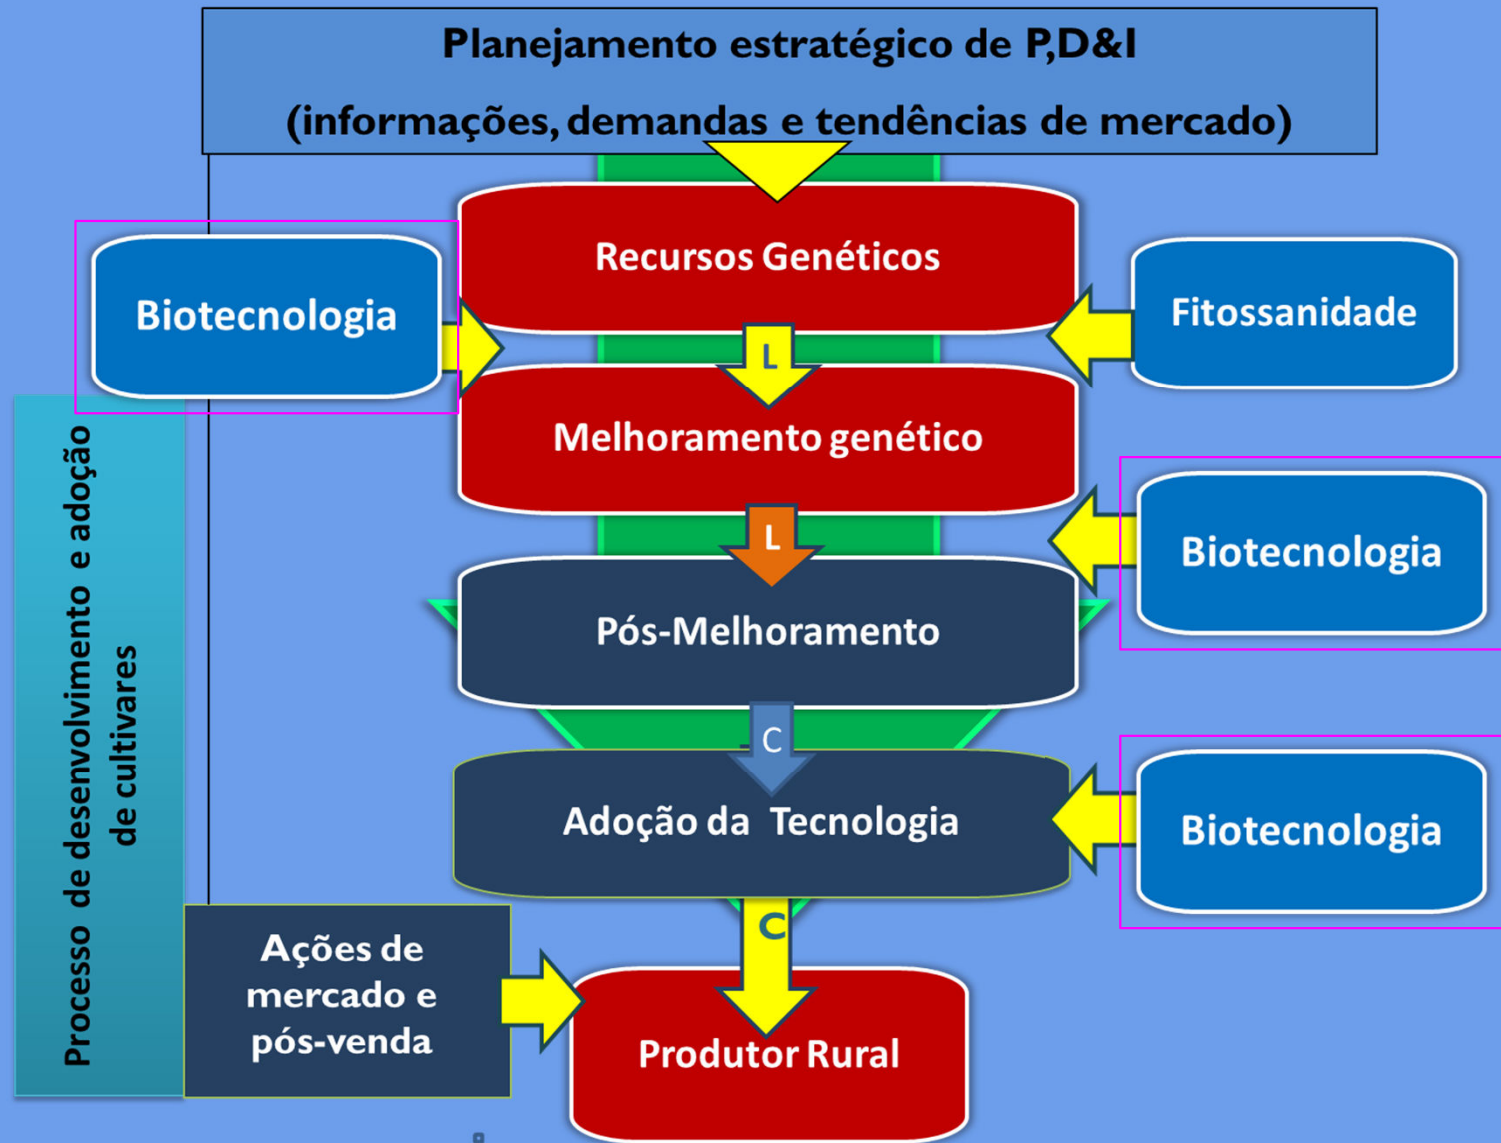 Planejamento estratégico de P,D&I
(informações, demandas e tendências de mercado)
Recursos Genéticos
Biotecnologia
Fitossanidade
L
Melhoramento genético
L
Biotecnologia
Pós-Melhoramento
C
Adoção da Tecnologia
Biotecnologia
Processo de desenvolvimento e adoção
de cultivares
C
Ações de
mercado e
pós-venda
Produtor Rural